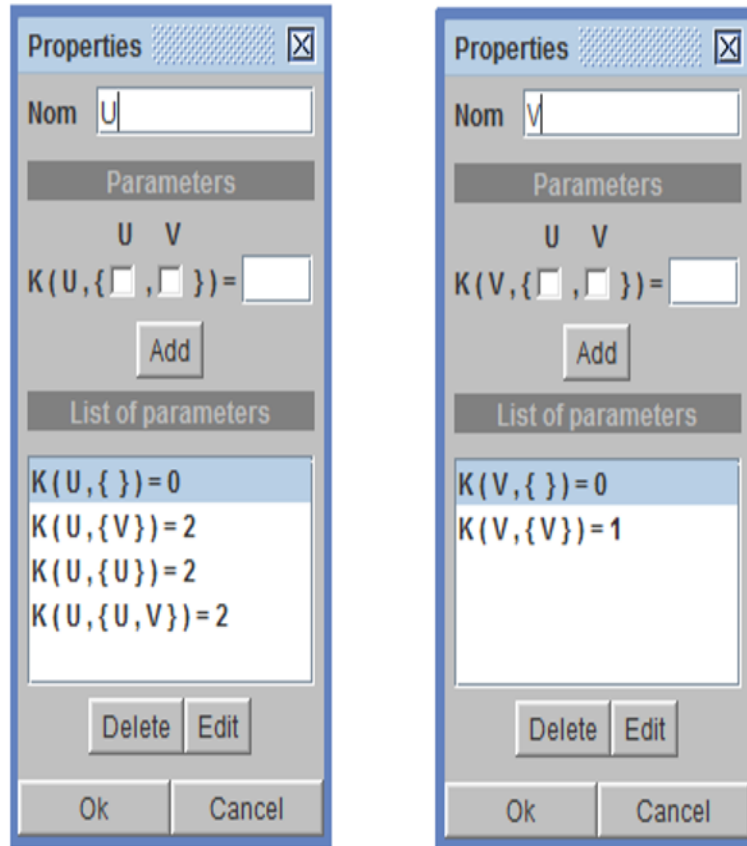 Properties
Nom U
Parameters
U V
K(U,{ , })=
Add
List of parameters
K(U,{ })=0
K(U,{V})=2
K(U,{U})=2
K(U,{U,V})=2
Delete Edit
Ok Cancel
Properties
Nom V
Parameters
U V
K(V,{ , })=
Add
List of parameters
K(V,{ })=0
K(V,{V})=1
Delete Edit
Ok Cancel